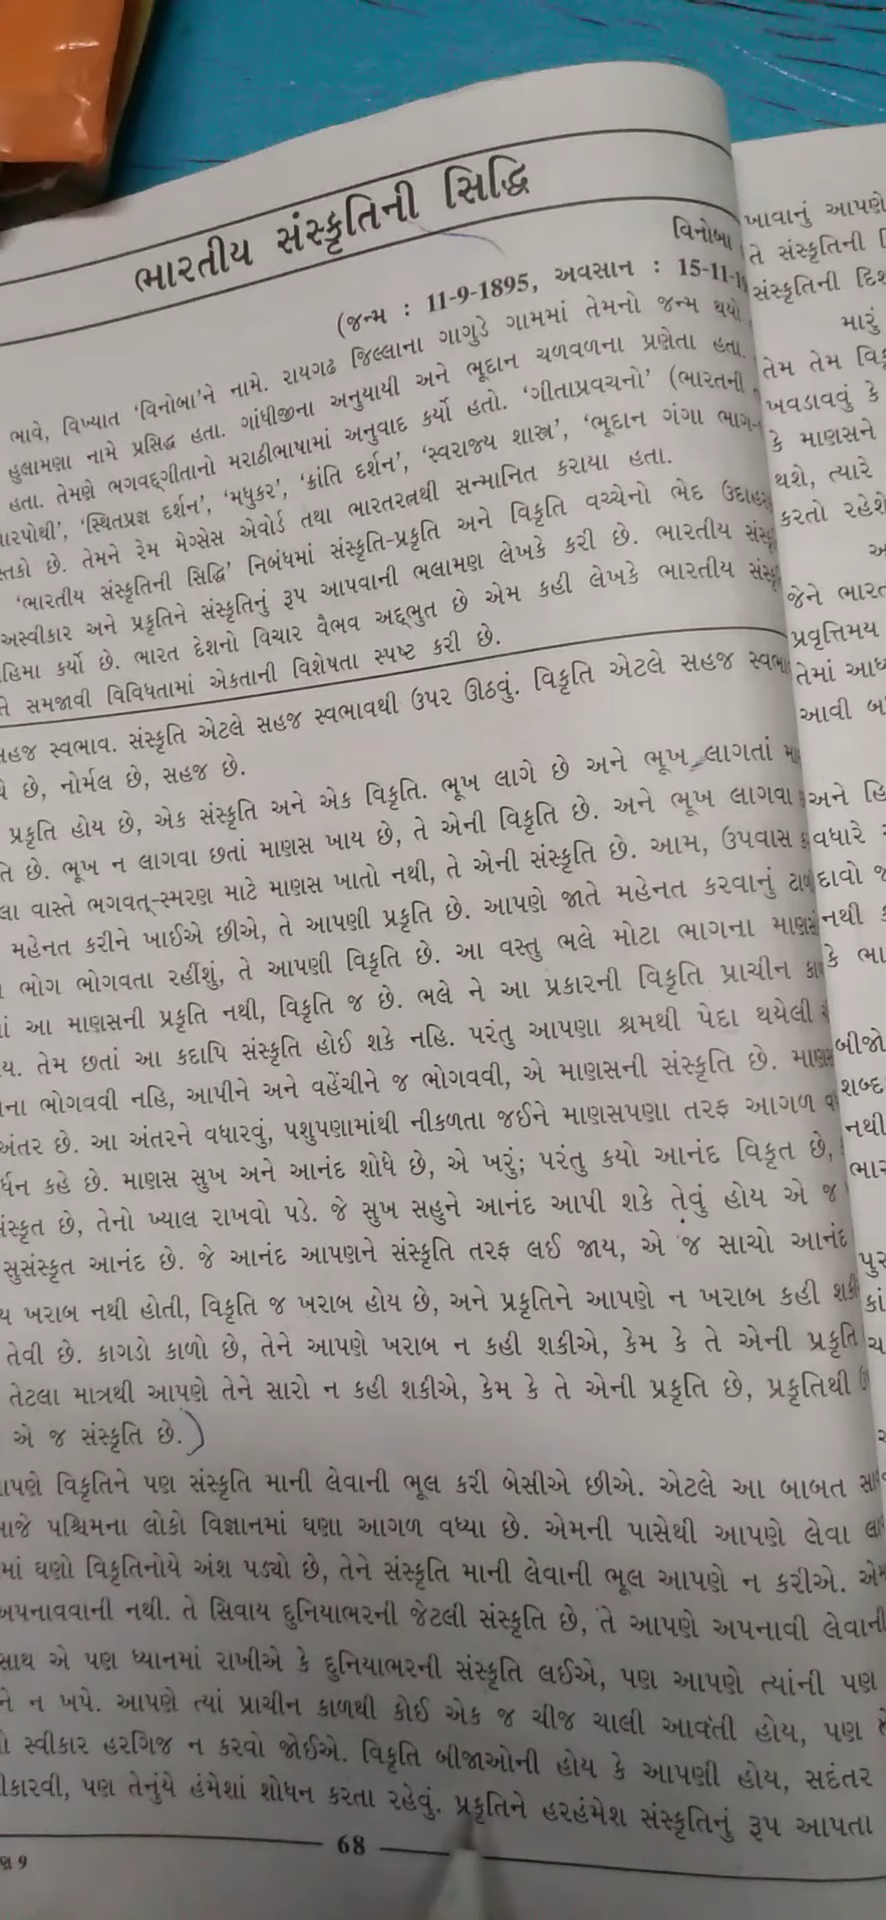 ભારતીય સંસ્કૃતિની સિદ્ધિ
વિનોબા
(જન્મ : 11-9-1895, અવસાન : 15-11-1
ભાવે, વિખ્યાત ‘વિનોબા’ને નામે. રાયગઢ જિલ્લાના ગાગુડે ગામમાં તેમનો જન્મ થયો
હુલામણા નામે પ્રસિદ્ધ હતા. ગાંધીજીના અનુયાયી અને ભૂદાન ચળવળના પ્રણેતા હતા.
હતા. તેમણે ભગવદ્ગીતાનો મરાઠીભાષામાં અનુવાદ કર્યો હતો. ‘ગીતાપ્રવચનો’ (ભારતની
‘સ્થિતપ્રજ્ઞ દર્શન’, ‘મધુકર’, ‘ક્રાંતિ દર્શન’, ‘સ્વરાજ્ય શાસ્ત્ર’, ‘ભૂદાન ગંગા ભાગ-
છે. તેમને રેમ મેગ્સેસ એવોર્ડ તથા ભારતરત્નથી સન્માનિત કરાયા હતા.
‘ભારતીય સંસ્કૃતિની સિદ્ધિ’ નિબંધમાં સંસ્કૃતિ-પ્રકૃતિ અને વિકૃતિ વચ્ચેનો ભેદ
અસ્વીકાર અને પ્રકૃતિને સંસ્કૃતિનું રૂપ આપવાની ભલામણ લેખકે કરી છે. ભારતીય
કર્યો છે. ભારત દેશનો વિચાર વૈભવ અદ્ભુત છે એમ કહી લેખકે ભારતીય
સમજાવી વિવિધતામાં એકતાની વિશેષતા સ્પષ્ટ કરી છે.
સહજ સ્વભાવ. સંસ્કૃતિ એટલે સહજ સ્વભાવથી ઉપર ઊઠવું. વિકૃતિ એટલે સહજ
છે, નોર્મલ છે, સહજ છે.
પ્રકૃતિ હોય છે, એક સંસ્કૃતિ અને એક વિકૃતિ. ભૂખ લાગે છે અને ભૂખ લાગતાં
છે. ભૂખ ન લાગવા છતાં માણસ ખાય છે, તે એની વિકૃતિ છે. અને ભૂખ લાગવા
વાસ્તે ભગવત્-સ્મરણ માટે માણસ ખાતો નથી, તે એની સંસ્કૃતિ છે. આમ, ઉપવાસ
મહેનત કરીને ખાઈએ છીએ, તે આપણી પ્રકૃતિ છે. આપણે જાતે મહેનત કરવાનું
ભોગ ભોગવતા રહીશું, તે આપણી વિકૃતિ છે. આ વસ્તુ ભલે મોટા ભાગના
આ માણસની પ્રકૃતિ નથી, વિકૃતિ જ છે. ભલે ને આ પ્રકારની વિકૃતિ પ્રાચીન
તેમ છતાં આ કદાપિ સંસ્કૃતિ હોઈ શકે નહિ. પરંતુ આપણા શ્રમથી પેદા થયેલી
ભોગવવી નહિ, આપીને અને વહેંચીને જ ભોગવવી, એ માણસની સંસ્કૃતિ છે.
અંતર છે. આ અંતરને વધારવું, પશુપણામાંથી નીકળતા જઈને માણસપણા તરફ આગળ
કહે છે. માણસ સુખ અને આનંદ શોધે છે, એ ખરું; પરંતુ કયો આનંદ વિકૃત છે,
છે, તેનો ખ્યાલ રાખવો પડે. જે સુખ સહુને આનંદ આપી શકે તેવું હોય એ જ
સુસંસ્કૃત આનંદ છે. જે આનંદ આપણને સંસ્કૃતિ તરફ લઈ જાય, એ જ સાચો આનંદ
ખરાબ નથી હોતી, વિકૃતિ જ ખરાબ હોય છે, અને પ્રકૃતિને આપણે ન ખરાબ કહી
તેવી છે. કાગડો કાળો છે, તેને આપણે ખરાબ ન કહી શકીએ, કેમ કે તે એની પ્રકૃતિ
તેટલા માત્રથી આપણે તેને સારો ન કહી શકીએ, કેમ કે તે એની પ્રકૃતિ છે, પ્રકૃતિથી
એ જ સંસ્કૃતિ છે.)
વિકૃતિને પણ સંસ્કૃતિ માની લેવાની ભૂલ કરી બેસીએ છીએ. એટલે આ બાબત
પશ્ચિમના લોકો વિજ્ઞાનમાં ઘણા આગળ વધ્યા છે. એમની પાસેથી આપણે લેવા
ઘણો વિકૃતિનોયે અંશ પડ્યો છે, તેને સંસ્કૃતિ માની લેવાની ભૂલ આપણે ન કરીએ.
અપનાવવાની નથી. તે સિવાય દુનિયાભરની જેટલી સંસ્કૃતિ છે, તે આપણે અપનાવી લેવાની
સાથ એ પણ ધ્યાનમાં રાખીએ કે દુનિયાભરની સંસ્કૃતિ લઈએ, પણ આપણે ત્યાંની પણ
ન ખપે. આપણે ત્યાં પ્રાચીન કાળથી કોઈ એક જ ચીજ ચાલી આવતી હોય, પણ
સ્વીકાર હરગિજ ન કરવો જોઈએ. વિકૃતિ બીજાઓની હોય કે આપણી હોય, સદંતર
પણ તેનુંયે હંમેશાં શોધન કરતા રહેવું. પ્રકૃતિને હરહંમેશ સંસ્કૃતિનું રૂપ આપતા
68
9
ખાવાનું આપણે
તે સંસ્કૃતિની
સંસ્કૃતિની
મારું
તેમ તેમ
ખવડાવવું કે
કે માણસને
થશે, ત્યારે
કરતો રહેશે
જેને
પ્રવૃત્તિમય
તેમાં
આવી
અને
વધારે
દાવો
નથી
કે
બીજો
શબ્દ
નથી